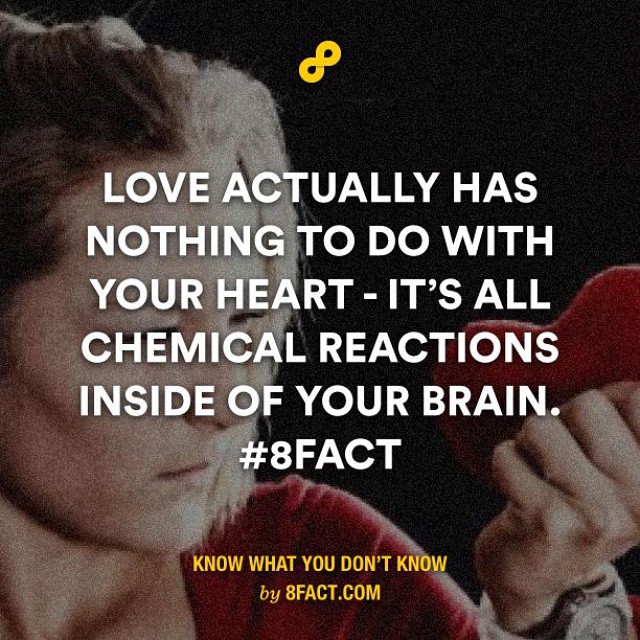 LOVE ACTUALLY HAS
NOTHING TO DO WITH
YOUR HEART - IT'S ALL
CHEMICAL REACTIONS
INSIDE OF YOUR BRAIN.
#8FACT
KNOW WHAT YOU DON'T KNOW
by 8FACT.COM